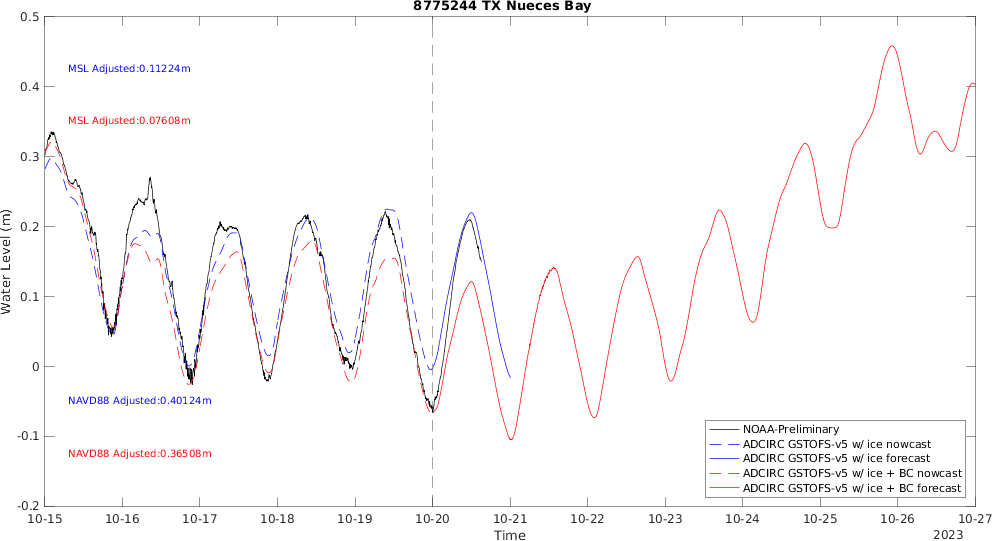 8775244 TX Nueces Bay
Water Level (m)
0.5
0.4
0.3
0.2
0.1
0
-0.1
-0.2
MSL Adjusted:0.11224m
MSL Adjusted:0.07608m
NAVD88 Adjusted:0.40124m
NAVD88 Adjusted:0.36508m
NOAA-Preliminary
ADCIRC GSTOFS-v5 w/ ice nowcast
ADCIRC GSTOFS-v5 w/ ice forecast
ADCIRC GSTOFS-v5 w/ ice + BC nowcast
ADCIRC GSTOFS-v5 w/ ice + BC forecast
10-15 10-16 10-17 10-18 10-19 10-20 10-21 10-22 10-23 10-24 10-25 10-26 10-27
Time
2023